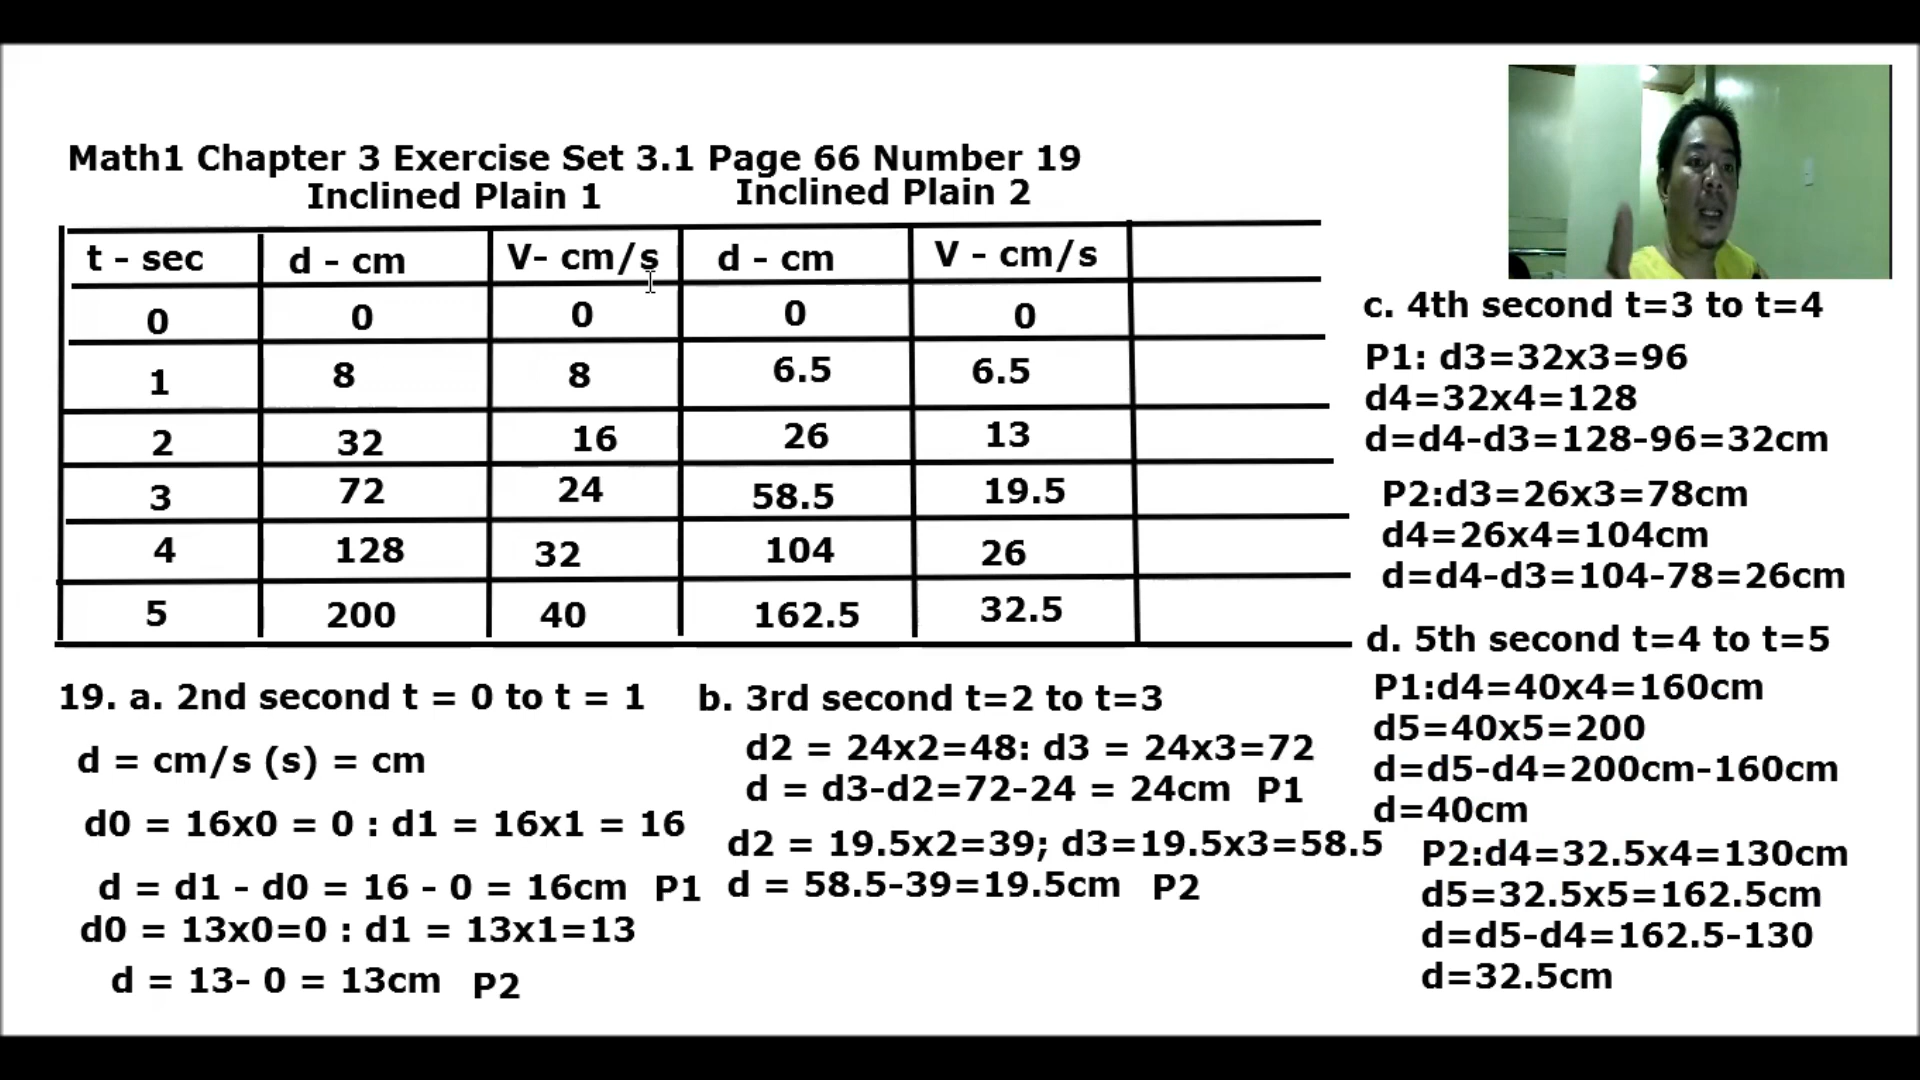 Math1 Chapter 3 Exercise Set 3.1 Page 66 Number 19
Inclined Plain 1 Inclined Plain 2
t - sec d - cm V- cm/s d - cm V - cm/s
0 0 0 0 0
1 8 8 6.5 6.5
2 32 16 26 13
3 72 24 58.5 19.5
4 128 32 104 26
5 200 40 162.5 32.5
19. a. 2nd second t = 0 to t = 1
d = cm/s (s) = cm
d0 = 16x0 = 0 : d1 = 16x1 = 16
d = d1 - d0 = 16 - 0 = 16cm P1
d0 = 13x0=0 : d1 = 13x1=13
d = 13- 0 = 13cm P2
b. 3rd second t=2 to t=3
d2 = 24x2=48: d3 = 24x3=72
d = d3-d2=72-24 = 24cm P1
d2 = 19.5x2=39; d3=19.5x3=58.5
d = 58.5-39=19.5cm P2
c. 4th second t=3 to t=4
P1: d3=32x3=96
d4=32x4=128
d=d4-d3=128-96=32cm
P2:d3=26x3=78cm
d4=26x4=104cm
d=d4-d3=104-78=26cm
d. 5th second t=4 to t=5
P1:d4=40x4=160cm
d5=40x5=200
d=d5-d4=200cm-160cm
d=40cm
P2:d4=32.5x4=130cm
d5=32.5x5=162.5cm
d=d5-d4=162.5-130
d=32.5cm